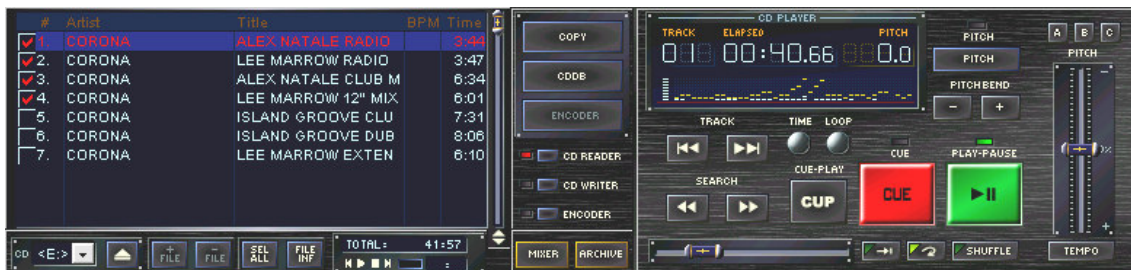 # Artist Title BPM Time
1. CORONA ALEX NATALE RADIO 3:44
2. CORONA LEE MARROW RADIO 3:47
3. CORONA ALEX NATALE CLUB M 6:34
4. CORONA LEE MARROW 12" MIX 6:01
5. CORONA ISLAND GROOVE CLU 7:31
6. CORONA ISLAND GROOVE DUB 8:06
7. CORONA LEE MARROW EXTEN 6:10
CD <E:> + FILE - FILE SEL ALL FILE INF TOTAL: 41:57
COPY
CDDB
ENCODER
CD READER
CD WRITER
ENCODER
MIXER ARCHIVE
CD PLAYER
TRACK ELAPSED PITCH
01 00:40.66 0.0
TRACK TIME LOOP
SEARCH CUE-PLAY
CUP
CUE PLAY-PAUSE
CUE
PITCH
PITCH
PITCH BEND
- +
A B C
PITCH
- 0% +
SHUFFLE TEMPO